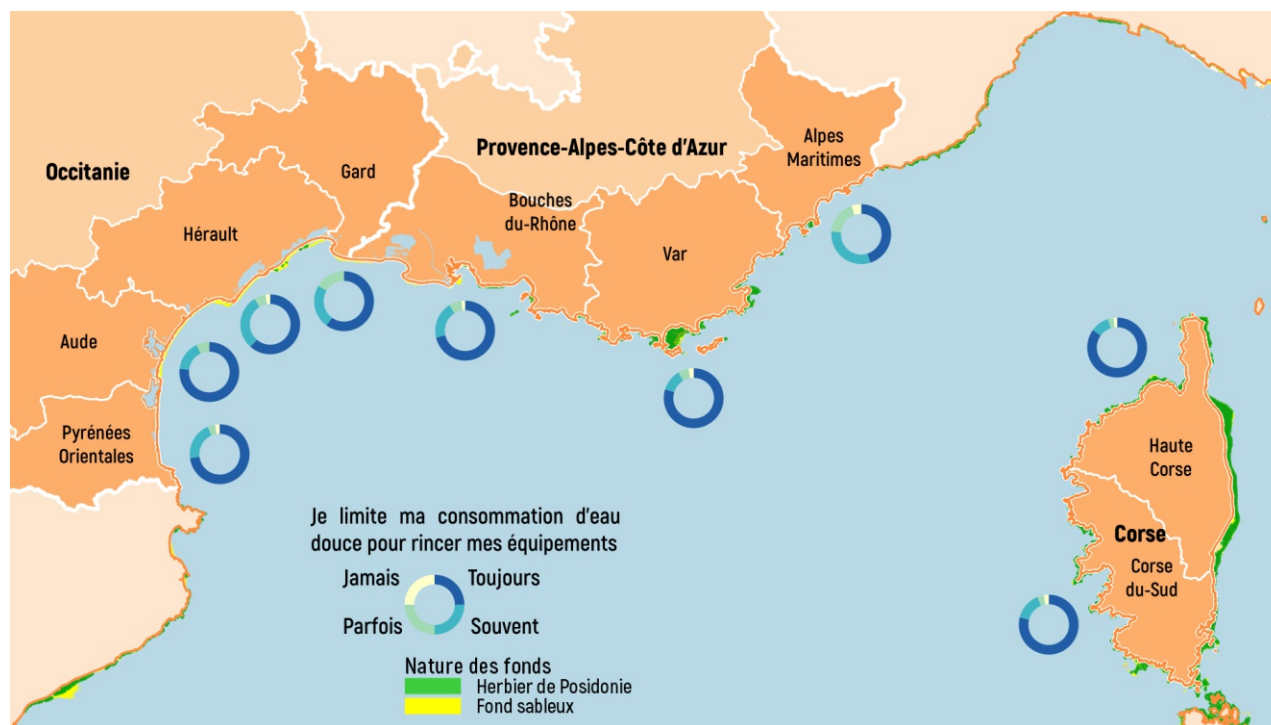 Provence-Alpes-Côte d'Azur
Alpes
Maritimes
Occitanie
Gard
Bouches
du-Rhône
Hérault
Var
Aude
Pyrénées
Orientales
Haute
Corse
Corse
Corse
du-Sud
Je limite ma consommation d'eau
douce pour rincer mes équipements
Jamais Toujours
Parfois Souvent
Nature des fonds
Herbier de Posidonie
Fond sableux